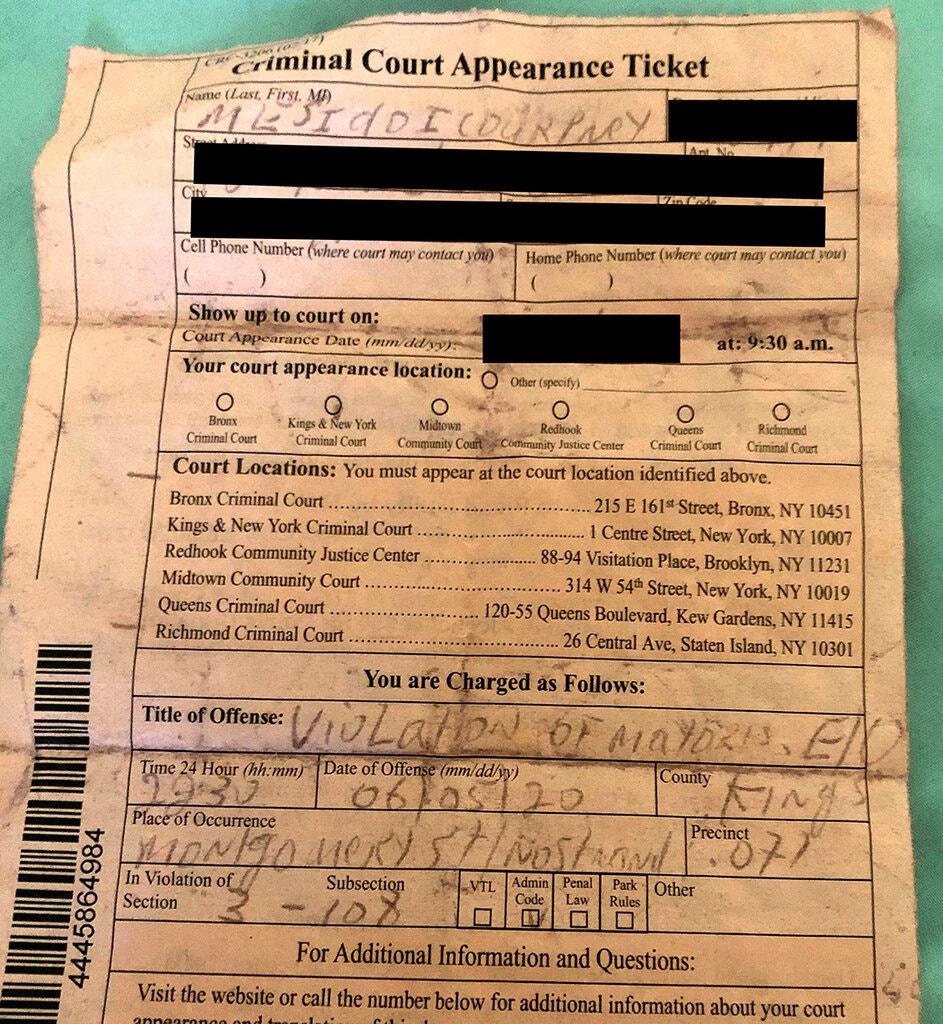 Criminal Court Appearance Ticket
Name (Last, First, MI)
MESIDOI COURTNEY
Apt. No.
City
Zip Code
Cell Phone Number (where court may contact you)
Home Phone Number (where court may contact you)
( )
( )
Show up to court on:
Court Appearance Date (mm/dd/yy):
at: 9:30 a.m.
Your court appearance location:
Other (specify)
Bronx Criminal Court
Kings & New York Criminal Court
Midtown Community Court
Redhook Community Justice Center
Queens Criminal Court
Richmond Criminal Court
Court Locations: You must appear at the court location identified above.
Bronx Criminal Court ........ 215 E 161st Street, Bronx, NY 10451
Kings & New York Criminal Court ........ 1 Centre Street, New York, NY 10007
Redhook Community Justice Center ........ 88-94 Visitation Place, Brooklyn, NY 11231
Midtown Community Court ........ 314 W 54th Street, New York, NY 10019
Queens Criminal Court ........ 120-55 Queens Boulevard, Kew Gardens, NY 11415
Richmond Criminal Court ........ 26 Central Ave, Staten Island, NY 10301
You are Charged as Follows:
Title of Offense: VIOLATION OF MAYORS. E/O
Time 24 Hour (hh:mm)
Date of Offense (mm/dd/yy)
County
2230
06/05/20
KINGS
Place of Occurrence
Precinct
MONTGOMERY ST/NOSTRAND
071
In Violation of Section
Subsection
3-108
VTL
Admin Code
Penal Law
Park Rules
Other
For Additional Information and Questions:
Visit the website or call the number below for additional information about your court
4445864984